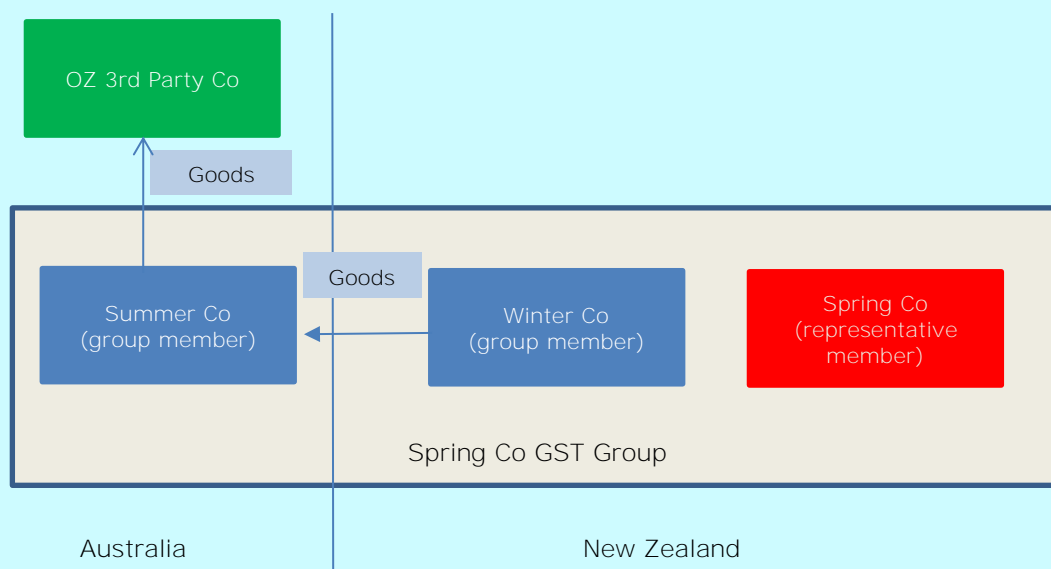 OZ 3rd Party Co
Goods
Goods
Summer Co
(group member)
Winter Co
(group member)
Spring Co
(representative
member)
Spring Co GST Group
Australia
New Zealand